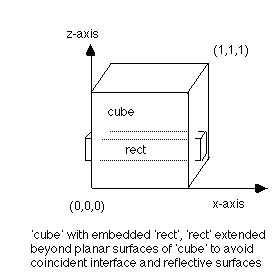 z-axis
(1,1,1)
cube
rect
(0,0,0)
x-axis
'cube' with embedded 'rect', 'rect' extended
beyond planar surfaces of 'cube' to avoid
coincident interface and reflective surfaces